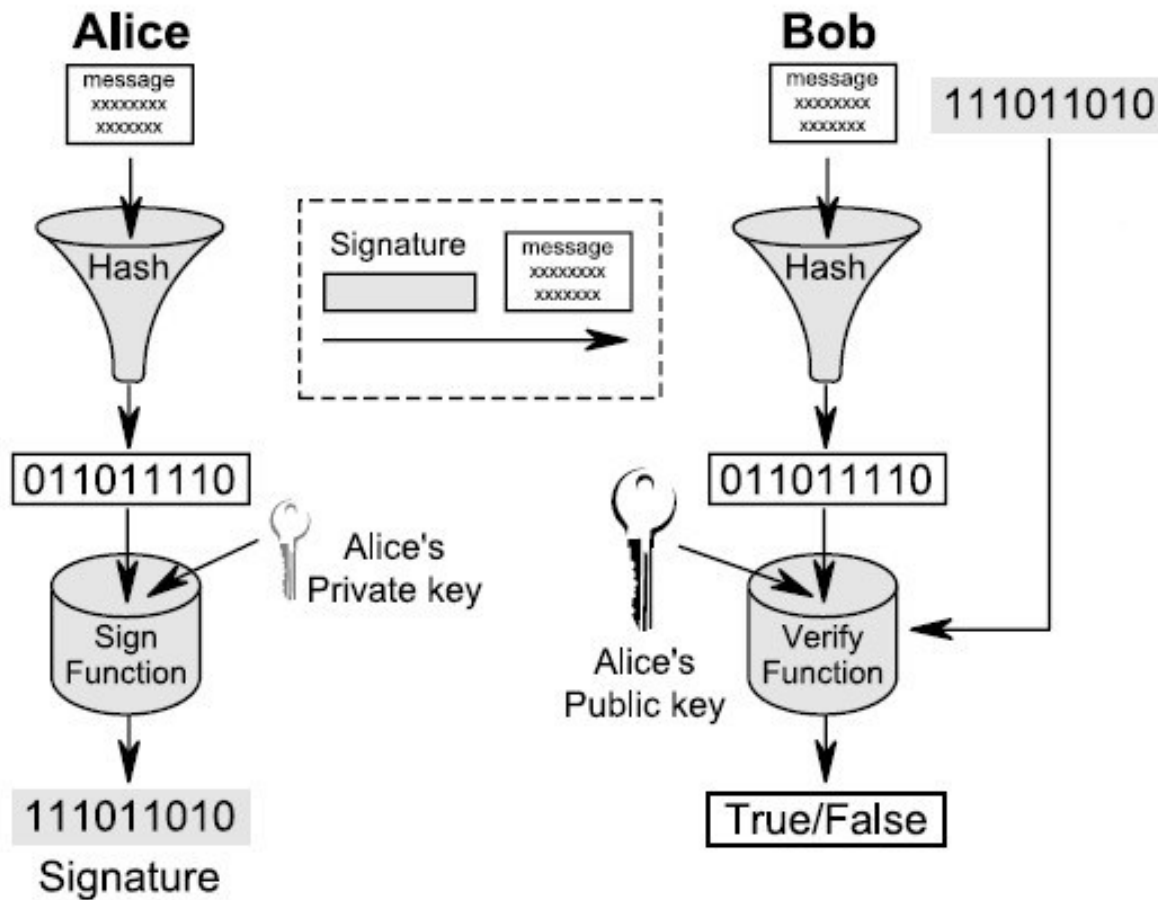 Alice
message
xxxxxxxx
xxxxxxx
Hash
011011110
Alice's
Private key
Sign
Function
111011010
Signature
Signature
message
xxxxxxxx
xxxxxxx
Bob
message
xxxxxxxx
xxxxxxx
111011010
Hash
011011110
Alice's
Public key
Verify
Function
True/False